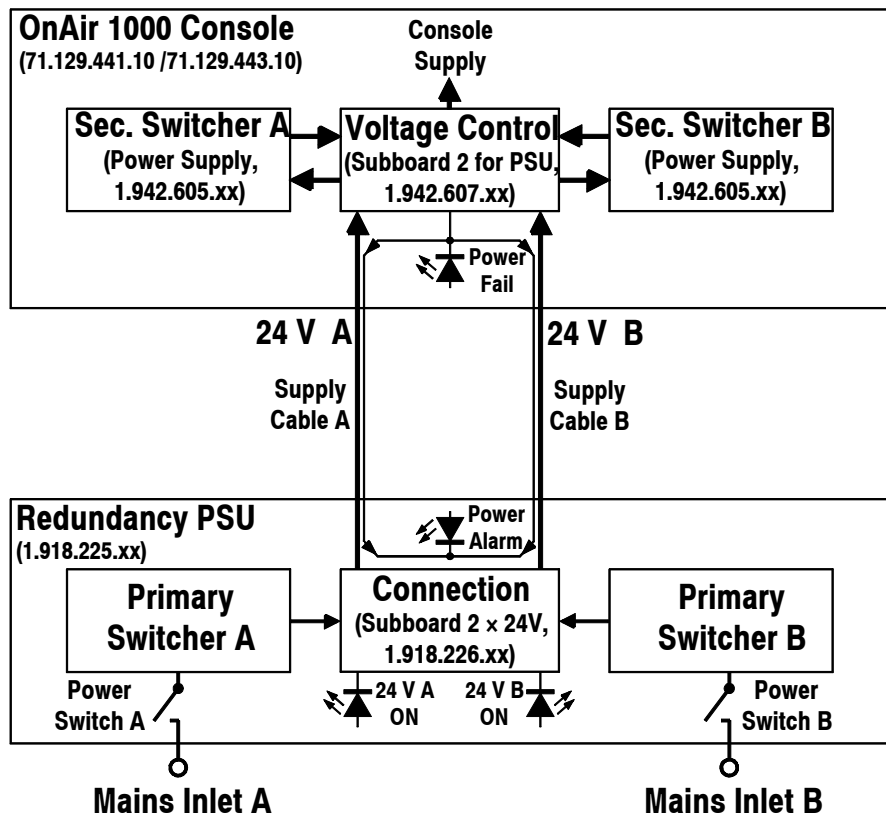 OnAir 1000 Console
(71.129.441.10 /71.129.443.10)
Console
Supply
Sec. Switcher A
(Power Supply,
1.942.605.xx)
Voltage Control
(Subboard 2 for PSU,
1.942.607.xx)
Sec. Switcher B
(Power Supply,
1.942.605.xx)
Power
Fail
24 V A
24 V B
Supply
Cable A
Supply
Cable B
Redundancy PSU
(1.918.225.xx)
Power
Alarm
Primary
Switcher A
Connection
(Subboard 2 × 24V,
1.918.226.xx)
Primary
Switcher B
Power
Switch A
24 V A
ON
24 V B
ON
Power
Switch B
Mains Inlet A
Mains Inlet B